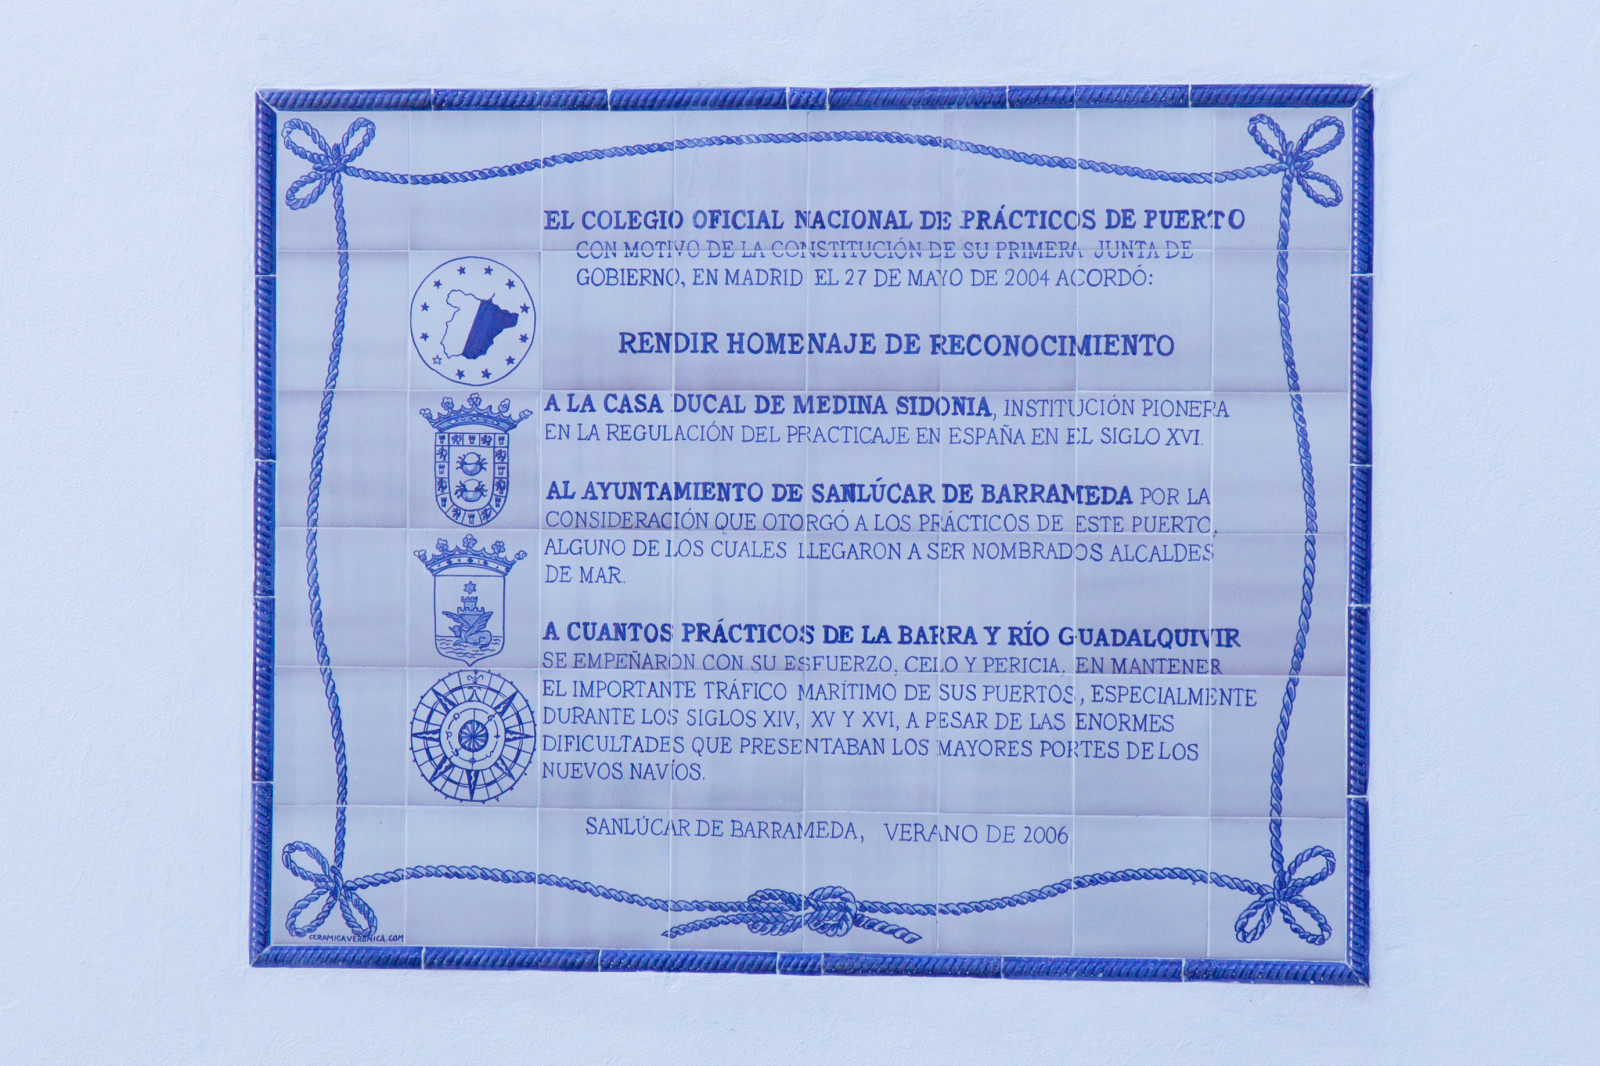 EL COLEGIO OFICIAL NACIONAL DE PRÁCTICOS DE PUERTO
CON MOTIVO DE LA CONSTITUCIÓN DE SU PRIMERA JUNTA DE
GOBIERNO, EN MADRID EL 27 DE MAYO DE 2004 ACORDÓ:
RENDIR HOMENAJE DE RECONOCIMIENTO
A LA CASA DUCAL DE MEDINA SIDONIA, INSTITUCIÓN PIONERA
EN LA REGULACIÓN DEL PRACTICAJE EN ESPAÑA EN EL SIGLO XVI.
AL AYUNTAMIENTO DE SANLÚCAR DE BARRAMEDA POR LA
CONSIDERACIÓN QUE OTORGÓ A LOS PRÁCTICOS DE ESTE PUERTO,
ALGUNO DE LOS CUALES LLEGARON A SER NOMBRADOS ALCALDES
DE MAR.
A CUANTOS PRÁCTICOS DE LA BARRA Y RÍO GUADALQUIVIR
SE EMPEÑARON CON SU ESFUERZO, CELO Y PERICIA, EN MANTENER
EL IMPORTANTE TRÁFICO MARÍTIMO DE SUS PUERTOS, ESPECIALMENTE
DURANTE LOS SIGLOS XIV, XV Y XVI, A PESAR DE LAS ENORMES
DIFICULTADES QUE PRESENTABAN LOS MAYORES PORTES DE LOS
NUEVOS NAVÍOS.
SANLÚCAR DE BARRAMEDA, VERANO DE 2006
CERAMICAVERONICA.COM